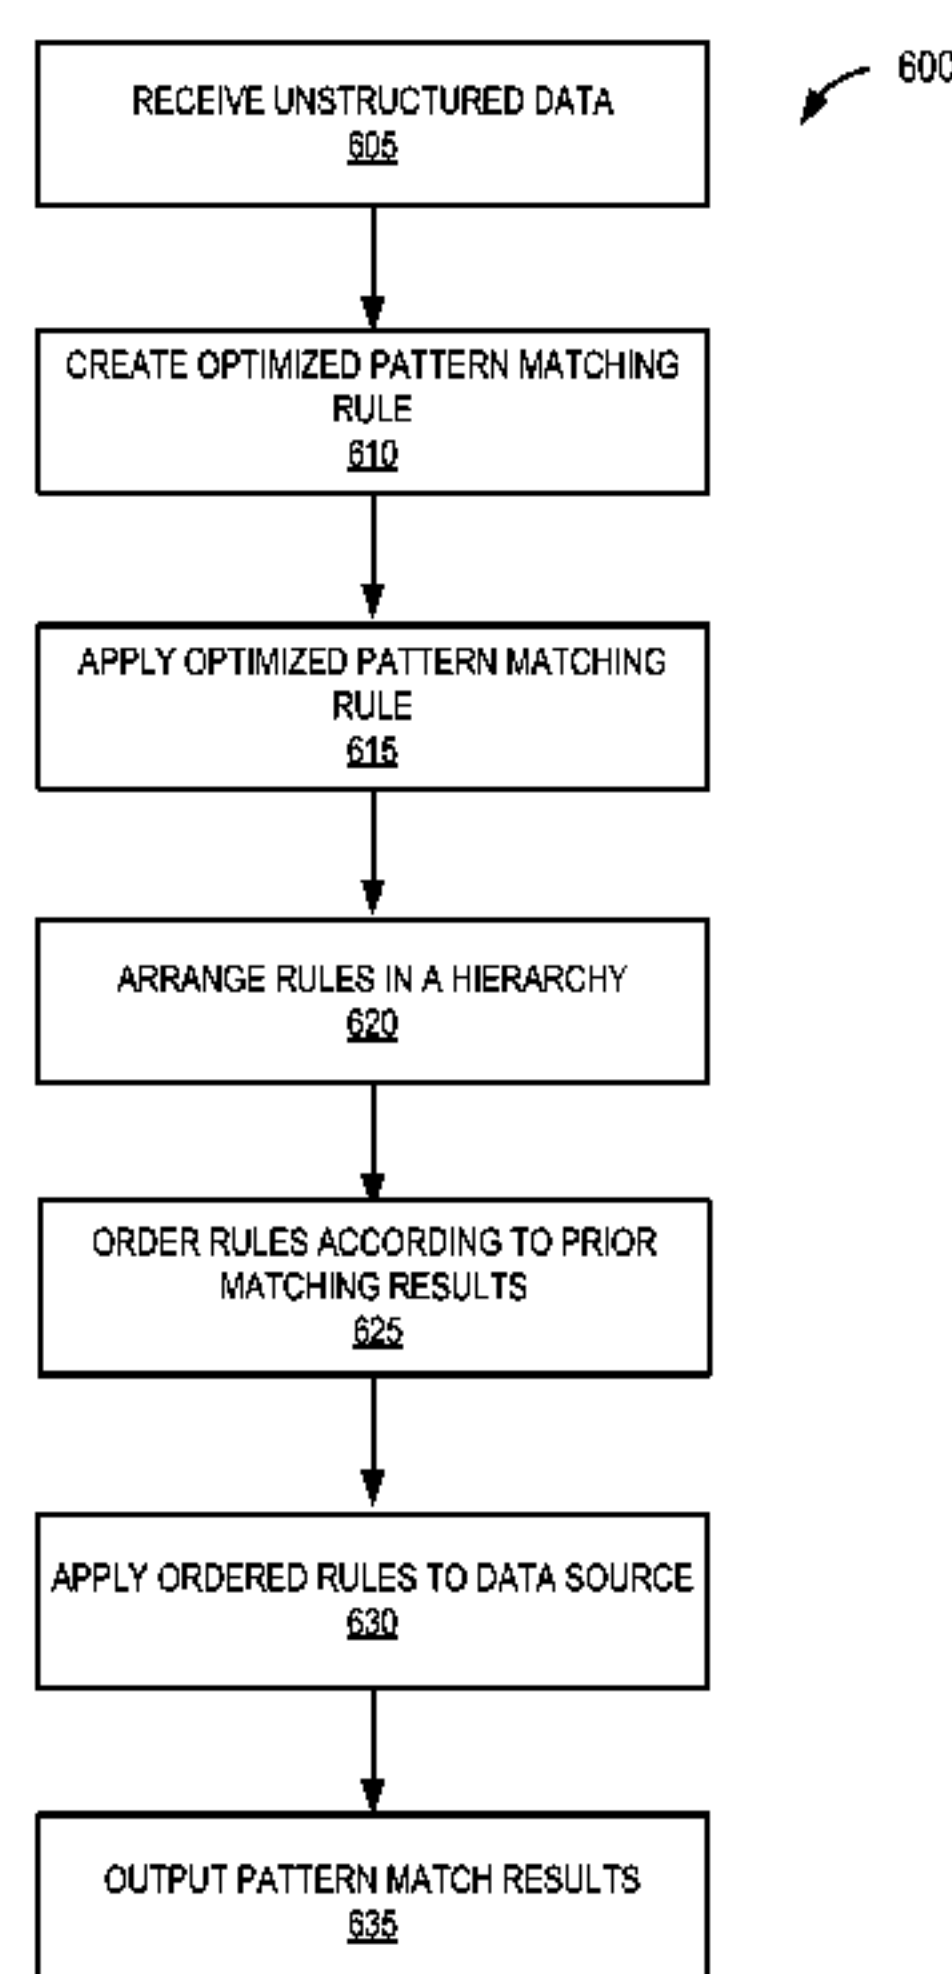 RECEIVE UNSTRUCTURED DATA
605
600
CREATE OPTIMIZED PATTERN MATCHING
RULE
610
APPLY OPTIMIZED PATTERN MATCHING
RULE
615
ARRANGE RULES IN A HIERARCHY
620
ORDER RULES ACCORDING TO PRIOR
MATCHING RESULTS
625
APPLY ORDERED RULES TO DATA SOURCE
630
OUTPUT PATTERN MATCH RESULTS
635